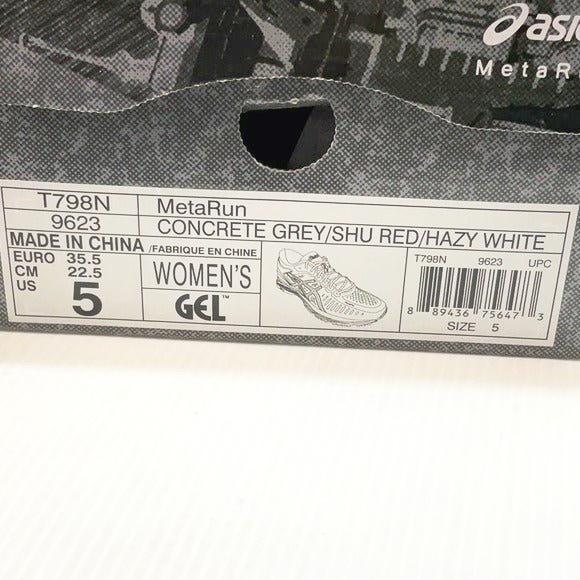 asic
MetaR
T798N
MetaRun
9623
CONCRETE GREY/SHU RED/HAZY WHITE
MADE IN CHINA /FABRIQUE EN CHINE
EURO 35.5
CM 22.5
US 5
WOMEN'S
GEL™
T798N 9623 UPC
8 89436 75647 3
SIZE 5